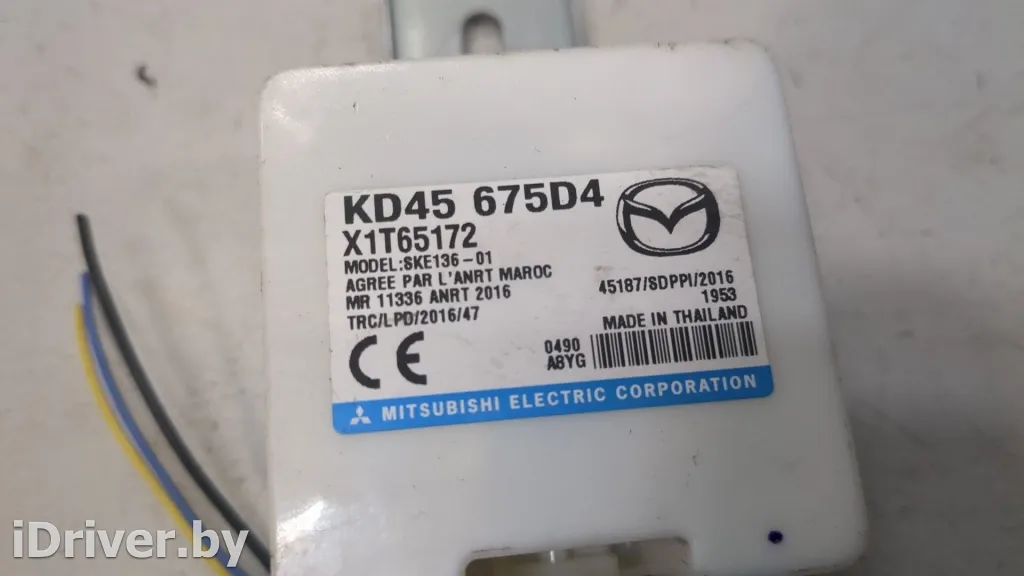 KD45 675D4
X1T65172
MODEL:SKE136-01
AGREE PAR L'ANRT MAROC
MR 11336 ANRT 2016
TRC/LPD/2016/47
45187/SDPPI/2016
1953
MADE IN THAILAND
0490
A8YG
CE
MITSUBISHI ELECTRIC CORPORATION
iDriver.by